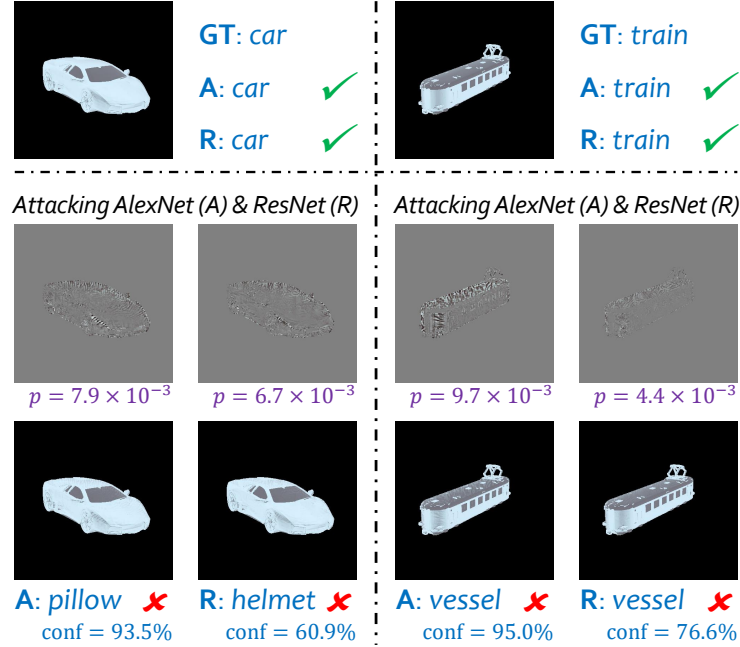 GT: car
A: car ✓
R: car ✓
GT: train
A: train ✓
R: train ✓
Attacking AlexNet (A) & ResNet (R)
Attacking AlexNet (A) & ResNet (R)
p = 7.9 × 10⁻³
p = 6.7 × 10⁻³
p = 9.7 × 10⁻³
p = 4.4 × 10⁻³
A: pillow ✘
conf = 93.5%
R: helmet ✘
conf = 60.9%
A: vessel ✘
conf = 95.0%
R: vessel ✘
conf = 76.6%